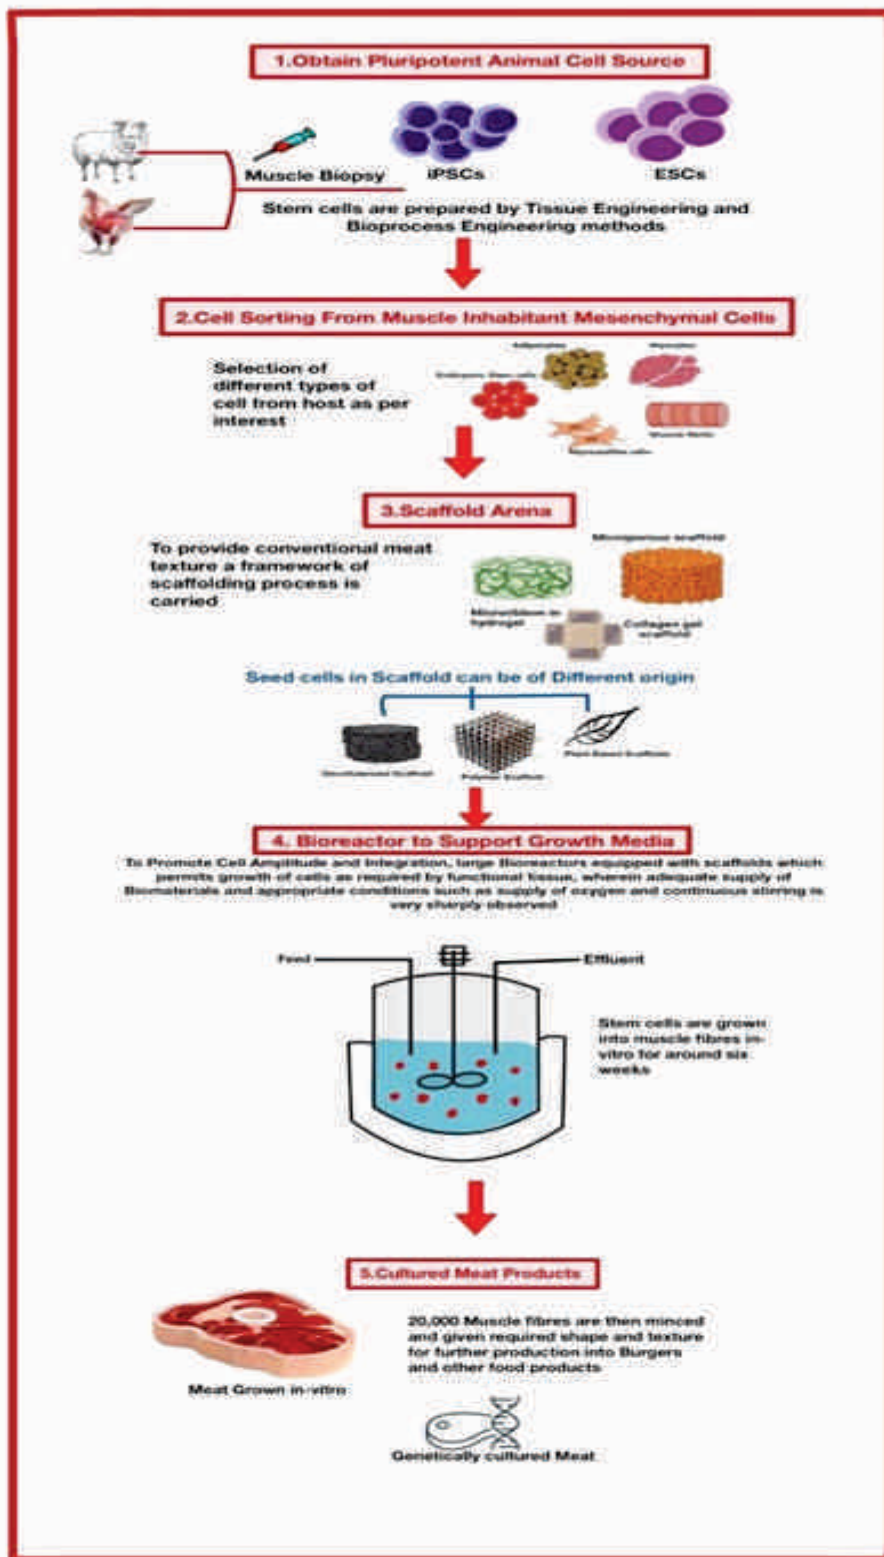 1.Obtain Pluripotent Animal Cell Source
Muscle Biopsy
iPSCs
ESCs
Stem cells are prepared by Tissue Engineering and
Bioprocess Engineering methods
2.Cell Sorting From Muscle Inhabitant Mesenchymal Cells
Selection of
different types of
cell from host as per
interest
3.Scaffold Arena
To provide conventional meat
texture a framework of
scaffolding process is
carried
Microporous scaffold
hydrogel
Collagen gel
scaffold
Seed cells in Scaffold can be of Different origin
Polymer Scaffold
Plant Based Scaffolds
4. Bioreactor to Support Growth Media
To Promote Cell Amplitude and Integration, large Bioreactors equipped with scaffolds which
permits growth of cells as required by functional tissue, wherein adequate supply of
Biomaterials and appropriate conditions such as supply of oxygen and continuous stirring is
very sharply observed
Feed
Effluent
Stem cells are grown
into muscle fibres in-
vitro for around six
weeks
5.Cultured Meat Products
20,000 Muscle fibres are then minced
and given required shape and texture
for further production into Burgers
and other food products
Meat Grown in-vitro
Genetically cultured Meat